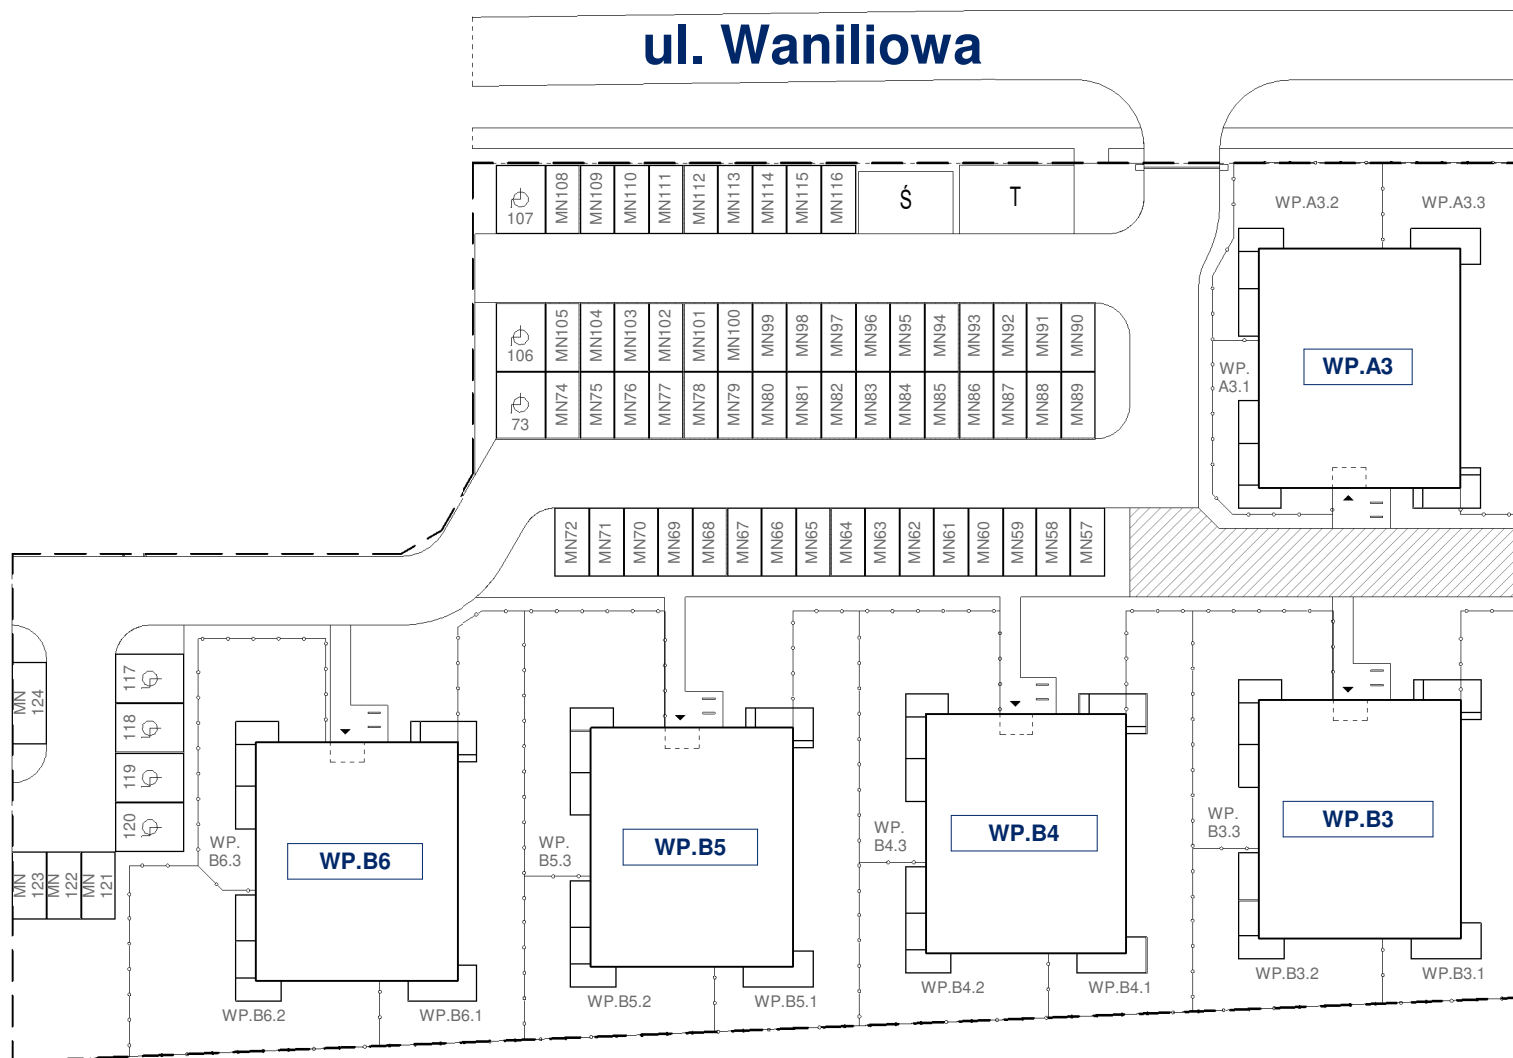 ul. Waniliowa
107
MN108
MN109
MN110
MN111
MN112
MN113
MN114
MN115
MN116
Ś
T
WP.A3.2
WP.A3.3
106
MN105
MN104
MN103
MN102
MN101
MN100
MN99
MN98
MN97
MN96
MN95
MN94
MN93
MN92
MN91
MN90
73
MN74
MN75
MN76
MN77
MN78
MN79
MN80
MN81
MN82
MN83
MN84
MN85
MN86
MN87
MN88
MN89
WP.
A3.1
WP.A3
MN72
MN71
MN70
MN69
MN68
MN67
MN66
MN65
MN64
MN63
MN62
MN61
MN60
MN59
MN58
MN57
MN
124
117
118
119
120
MN
123
MN
122
MN
121
WP.
B6.3
WP.B6
WP.
B5.3
WP.B5
WP.
B4.3
WP.B4
WP.
B3.3
WP.B3
WP.B6.2
WP.B6.1
WP.B5.2
WP.B5.1
WP.B4.2
WP.B4.1
WP.B3.2
WP.B3.1